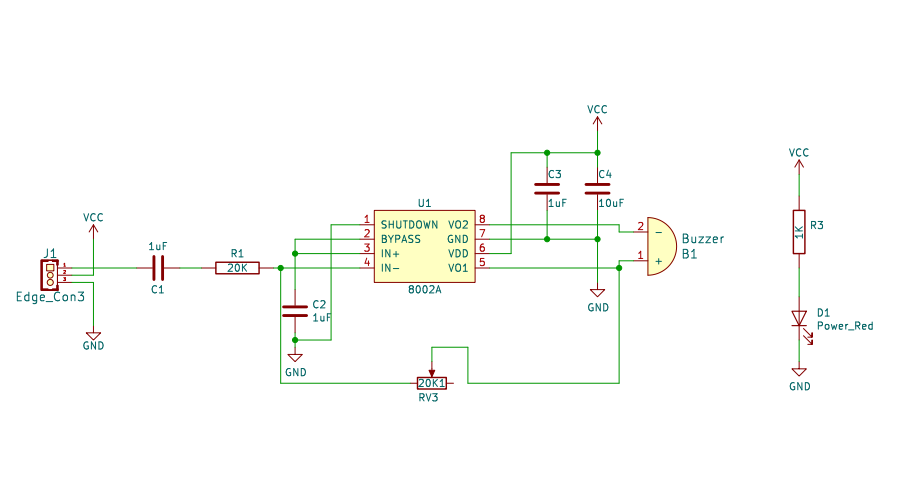 VCC
VCC
C3
C4
1uF
10uF
U1
1
2
3
4
SHUTDOWN
BYPASS
IN+
IN-
VO2
GND
VDD
VO1
8
7
6
5
8002A
2
1
-
+
Buzzer
B1
GND
VCC
J1
1
2
3
Edge_Con3
GND
1uF
C1
R1
20K
C2
1uF
GND
20K1
RV3
R3
1K
D1
Power_Red
GND